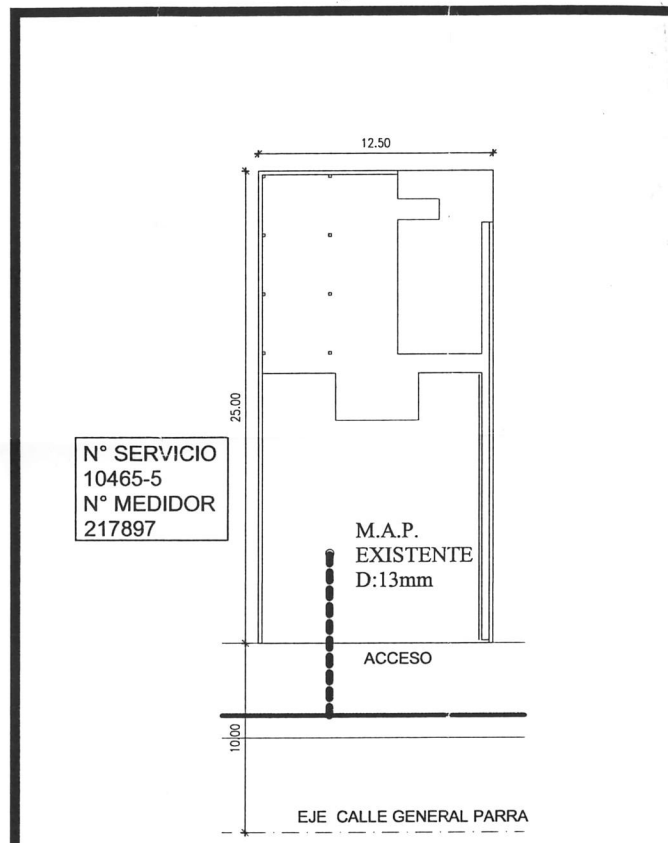 12.50
25.00
N° SERVICIO
10465-5
N° MEDIDOR
217897
M.A.P.
EXISTENTE
D:13mm
ACCESO
10.00
EJE CALLE GENERAL PARRA